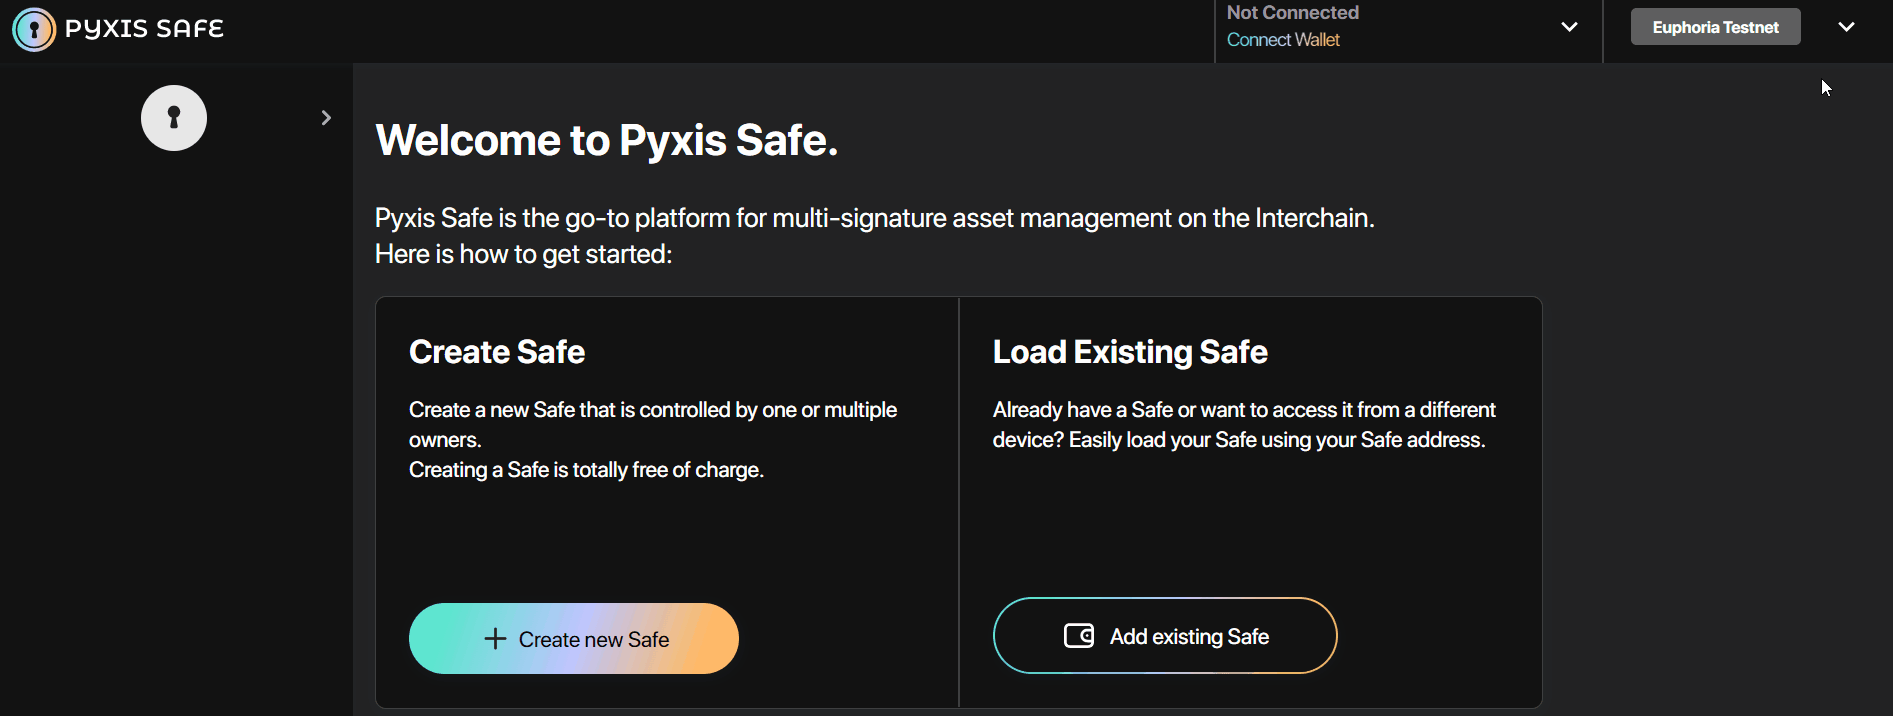 PYXIS SAFE
Not Connected
Connect Wallet
Euphoria Testnet
Welcome to Pyxis Safe.
Pyxis Safe is the go-to platform for multi-signature asset management on the Interchain.
Here is how to get started:
Create Safe
Create a new Safe that is controlled by one or multiple
owners.
Creating a Safe is totally free of charge.
Create new Safe
Load Existing Safe
Already have a Safe or want to access it from a different
device? Easily load your Safe using your Safe address.
Add existing Safe